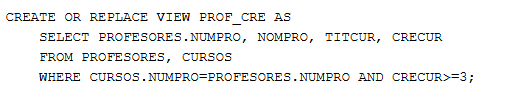 CREATE OR REPLACE VIEW PROF_CRE AS
SELECT PROFESORES.NUMPRO, NOMPRO, TITCUR, CRECUR
FROM PROFESORES, CURSOS
WHERE CURSOS.NUMPRO=PROFESORES.NUMPRO AND CRECUR>=3;